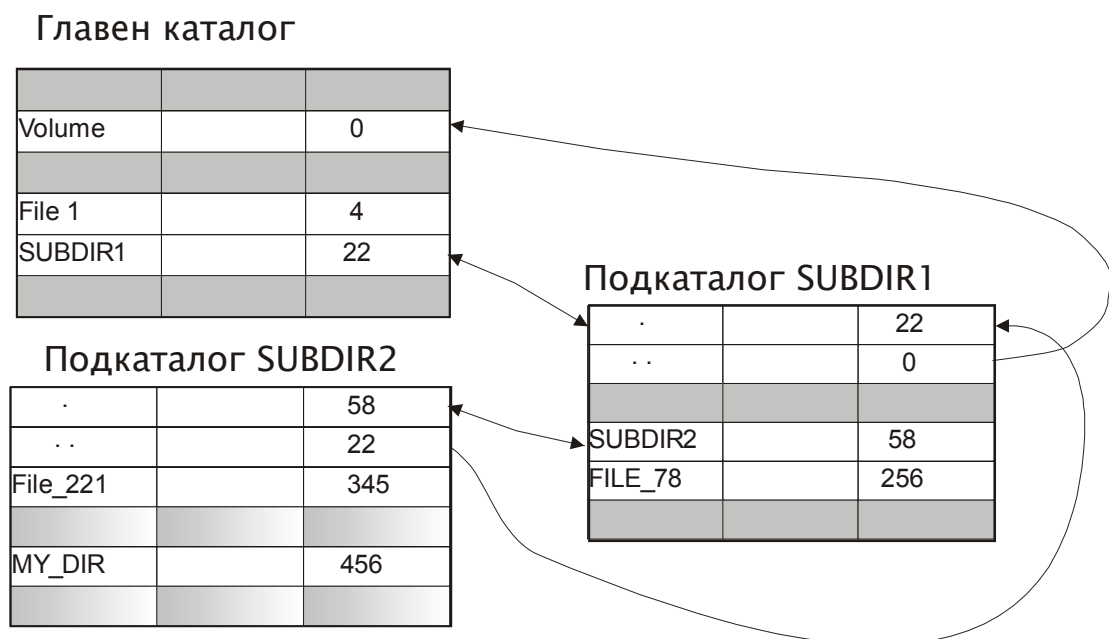 Главен каталог
Volume 0
File 1 4
SUBDIR1 22
Подкаталог SUBDIR1
. 22
. . 0
SUBDIR2 58
FILE_78 256
Подкаталог SUBDIR2
. 58
. . 22
File_221 345
MY_DIR 456